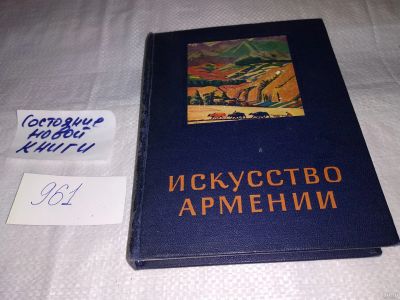 Состояние
новой
книги
961
ИСКУССТВО
АРМЕНИИ